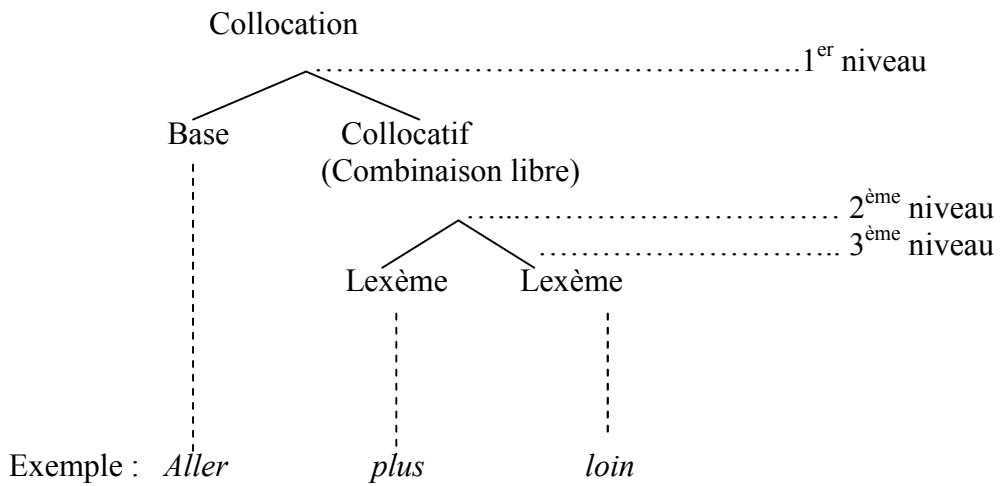 Collocation
……………………………………….1er niveau
Base Collocatif
(Combinaison libre)
…....………………………… 2ème niveau
……………………….. 3ème niveau
Lexème Lexème
Exemple : Aller plus loin